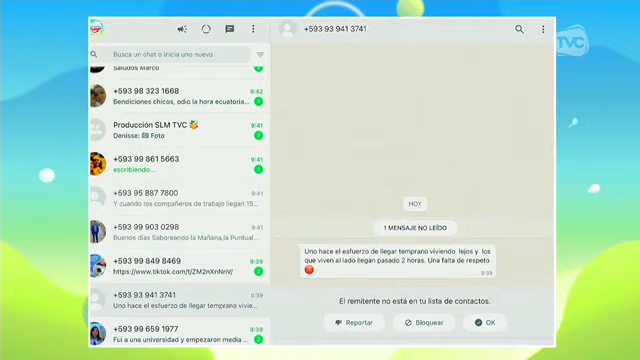 +593 93 941 3741
TVC
Busca un chat o inicia uno nuevo.
Saludos Marco
+593 98 323 1668
9:42
Bendiciones chicos, odio la hora ecuatoria...
1
Producción SLM TVC
9:41
Denisse: Foto
3
+593 99 861 5663
9:41
escribiendo...
1
+593 95 887 7800
9:41
Y cuando los compañeros de trabajo llegan 15...
+593 99 903 0298
9:41
Buenos días Saboreando la Mañana,la Puntual...
+593 99 849 8469
9:39
https://www.tiktok.com/t/ZM2nXnNnV/
2
+593 93 941 3741
9:39
Uno hace el esfuerzo de llegar temprano vivie...
+593 99 659 1977
9:39
Fui a una universidad y empezaron media ...
2
HOY
1 MENSAJE NO LEÍDO
Uno hace el esfuerzo de llegar temprano viviendo lejos y los
que viven al lado llegan pasado 2 horas. Una falta de respeto
9:39
El remitente no está en tu lista de contactos.
Reportar
Bloquear
OK